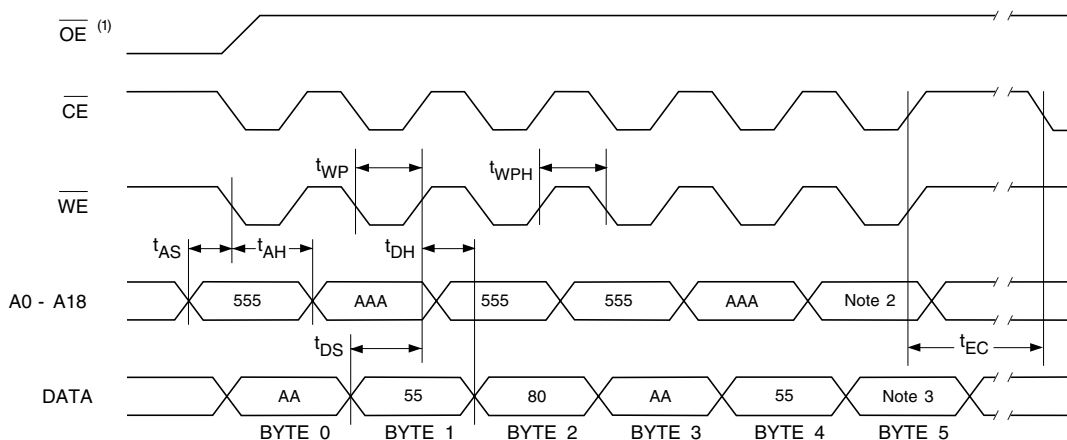 OE (1)
CE
tWP
tWPH
WE
tAS
tAH
tDH
A0 - A18
555
AAA
555
555
AAA
Note 2
tDS
tEC
DATA
AA
55
80
AA
55
Note 3
BYTE 0
BYTE 1
BYTE 2
BYTE 3
BYTE 4
BYTE 5